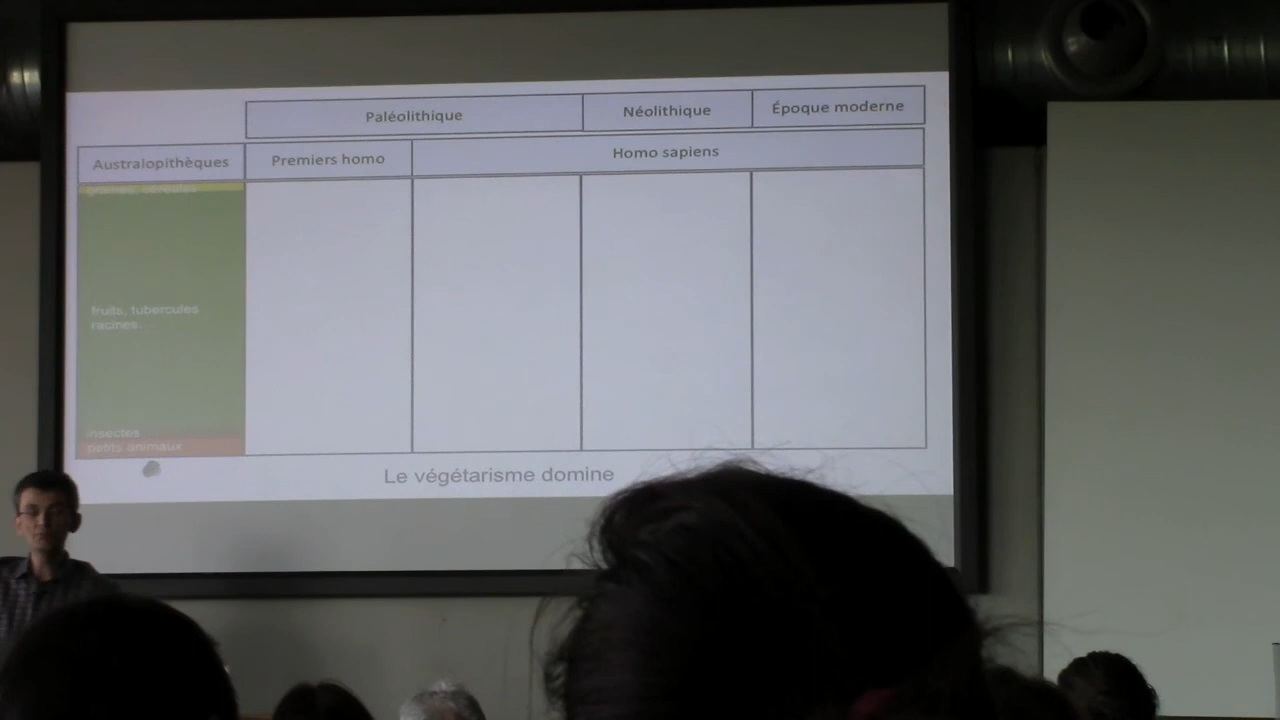 Paléolithique
Néolithique
Époque moderne
Australopithèques
Premiers homo
Homo sapiens
fruits, tubercules
racines...
insectes
petits animaux
Le végétarisme domine